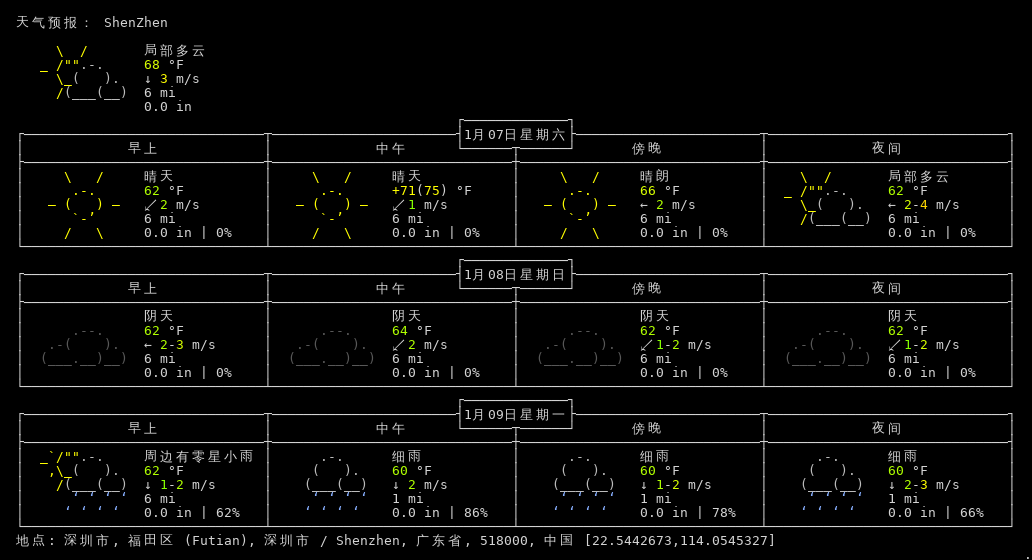 天气预报： ShenZhen
局部多云
68 °F
↓ 3 m/s
6 mi
0.0 in
1月07日星期六
早上 中午 傍晚 夜间
晴天 晴天 晴朗 局部多云
62 °F +71(75) °F 66 °F 62 °F
↙ 2 m/s ↙ 1 m/s ← 2 m/s ← 2-4 m/s
6 mi 6 mi 6 mi 6 mi
0.0 in | 0% 0.0 in | 0% 0.0 in | 0% 0.0 in | 0%
1月08日星期日
早上 中午 傍晚 夜间
阴天 阴天 阴天 阴天
62 °F 64 °F 62 °F 62 °F
← 2-3 m/s ↙ 2 m/s ↙ 1-2 m/s ↙ 1-2 m/s
6 mi 6 mi 6 mi 6 mi
0.0 in | 0% 0.0 in | 0% 0.0 in | 0% 0.0 in | 0%
1月09日星期一
早上 中午 傍晚 夜间
周边有零星小雨 细雨 细雨 细雨
62 °F 60 °F 60 °F 60 °F
↓ 1-2 m/s ↓ 2 m/s ↓ 1-2 m/s ↓ 2-3 m/s
6 mi 1 mi 1 mi 1 mi
0.0 in | 62% 0.0 in | 86% 0.0 in | 78% 0.0 in | 66%
地点: 深圳市, 福田区 (Futian), 深圳市 / Shenzhen, 广东省, 518000, 中国 [22.5442673,114.0545327]